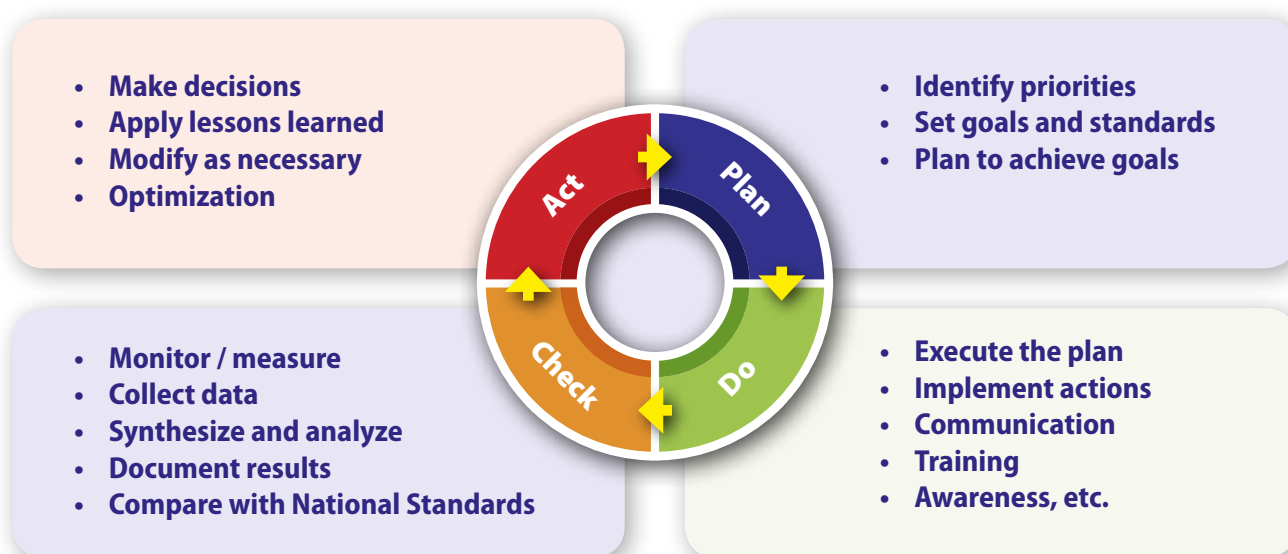 • Make decisions
• Apply lessons learned
• Modify as necessary
• Optimization
• Identify priorities
• Set goals and standards
• Plan to achieve goals
Act
Plan
Check
Do
• Monitor / measure
• Collect data
• Synthesize and analyze
• Document results
• Compare with National Standards
• Execute the plan
• Implement actions
• Communication
• Training
• Awareness, etc.